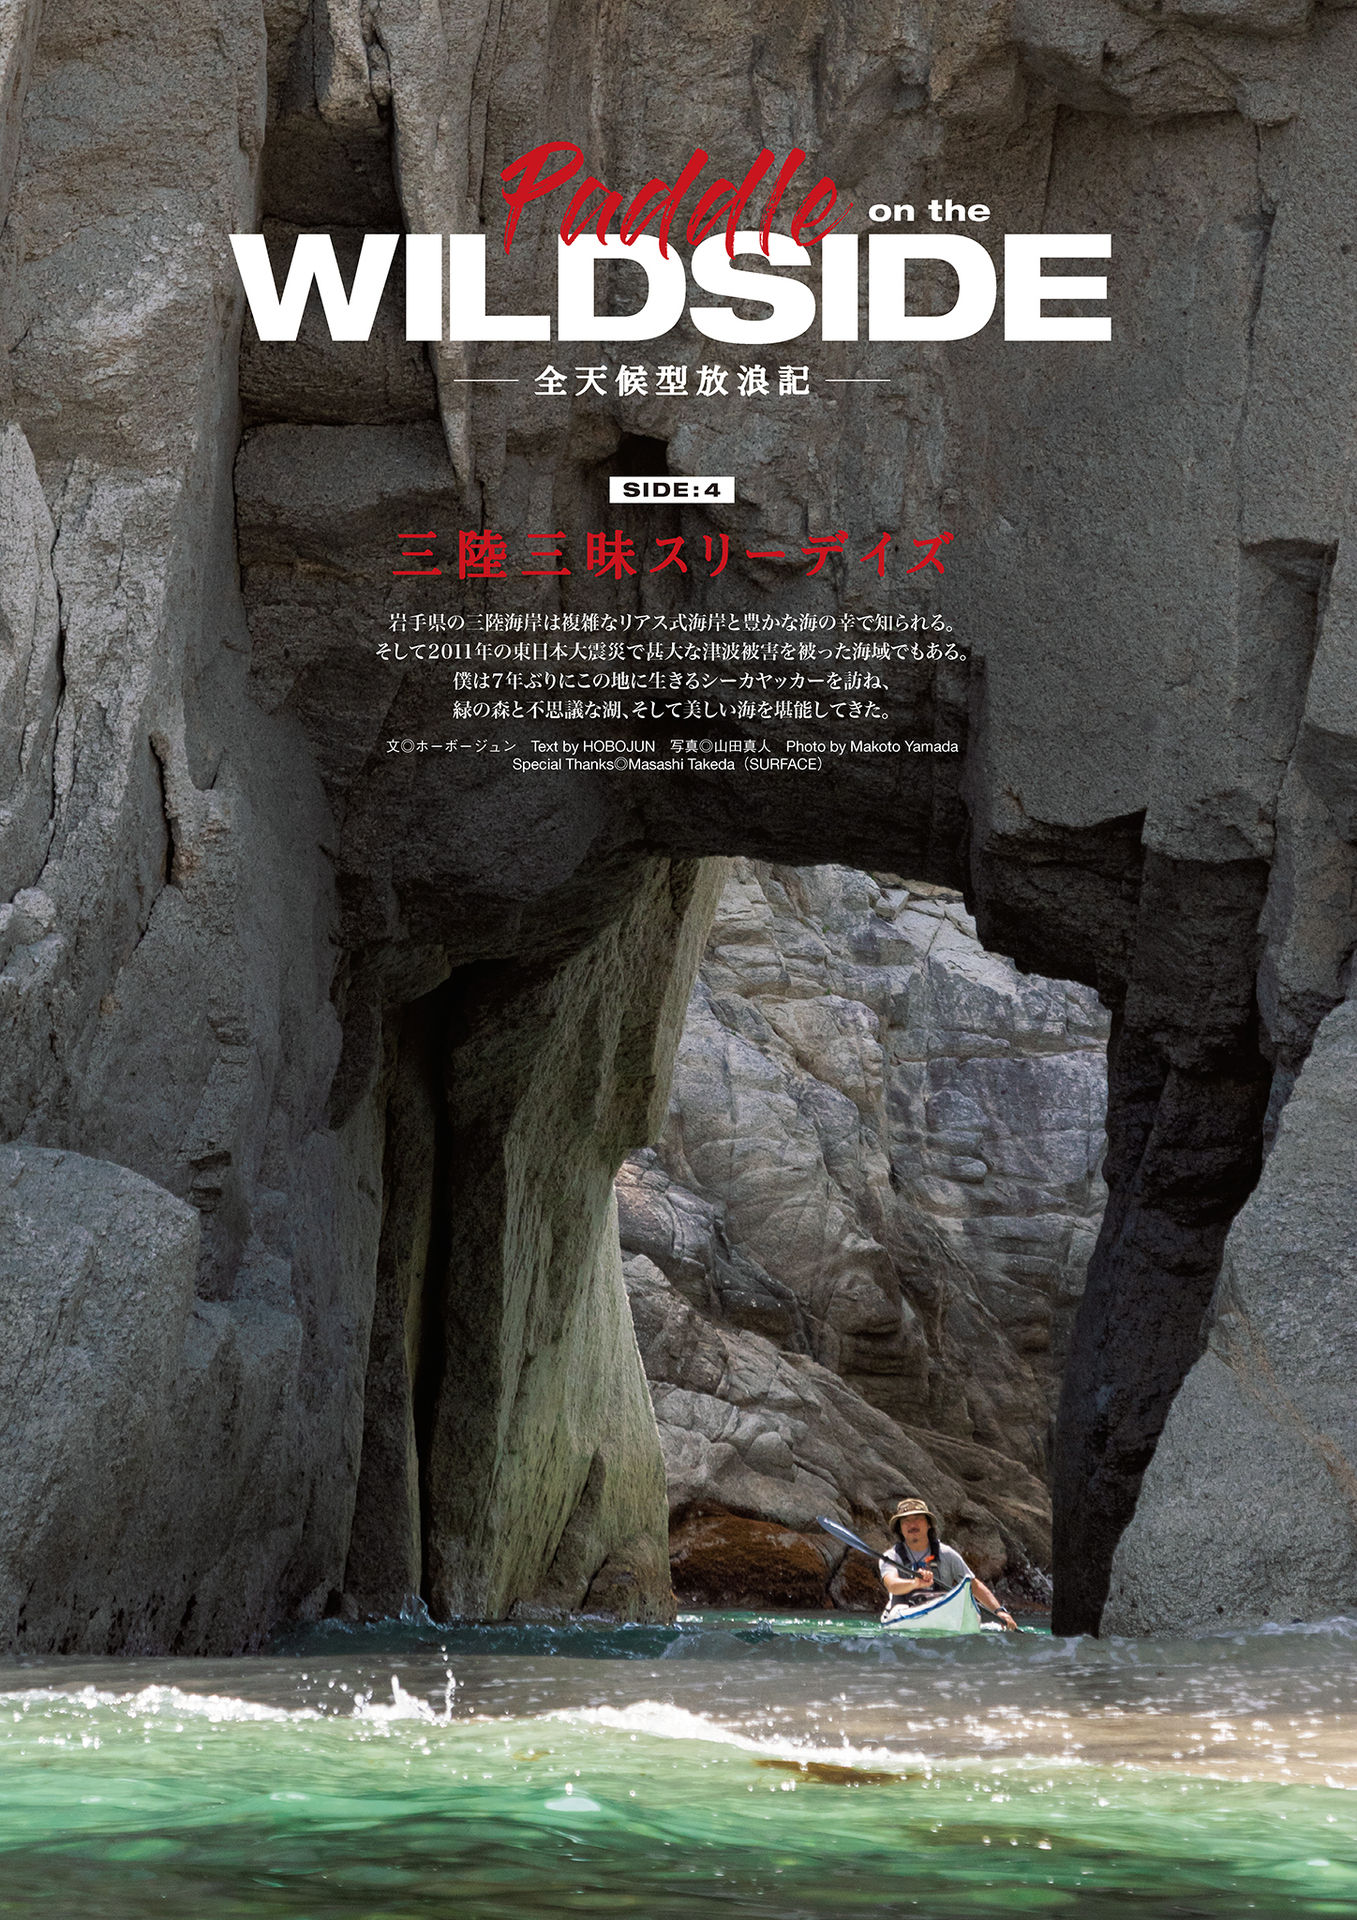 Paddle on the
WILDSIDE
全天候型放浪記
SIDE:4
三陸三昧スリーデイズ
岩手県の三陸海岸は複雑なリアス式海岸と豊かな海の幸で知られる。
そして2011年の東日本大震災で甚大な津波被害を被った海域でもある。
僕は7年ぶりにこの地に生きるシーカヤッカーを訪ね、
緑の森と不思議な湖、そして美しい海を堪能してきた。
文◎ホーボージュン　Text by HOBOJUN　写真◎山田真人　Photo by Makoto Yamada
Special Thanks◎Masashi Takeda（SURFACE）